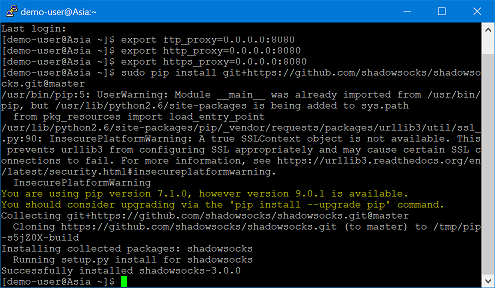 demo-user@Asia:~
Last login:
[demo-user@Asia ~]$ export ftp_proxy=0.0.0.0:8080
[demo-user@Asia ~]$ export http_proxy=0.0.0.0:8080
[demo-user@Asia ~]$ export https_proxy=0.0.0.0:8080
[demo-user@Asia ~]$ sudo pip install git+https://github.com/shadowsocks/shadowso
cks.git@master
/usr/bin/pip:5: UserWarning: Module __main__ was already imported from /usr/bin/
pip, but /usr/lib/python2.6/site-packages is being added to sys.path
  from pkg_resources import load_entry_point
/usr/lib/python2.6/site-packages/pip/_vendor/requests/packages/urllib3/util/ssl_
.py:90: InsecurePlatformWarning: A true SSLContext object is not available. This
 prevents urllib3 from configuring SSL appropriately and may cause certain SSL co
nnections to fail. For more information, see https://urllib3.readthedocs.org/en
/latest/security.html#insecureplatformwarning.
  InsecurePlatformWarning
You are using pip version 7.1.0, however version 9.0.1 is available.
You should consider upgrading via the 'pip install --upgrade pip' command.
Collecting git+https://github.com/shadowsocks/shadowsocks.git@master
  Cloning https://github.com/shadowsocks/shadowsocks.git (to master) to /tmp/pip
-s5jZ0X-build
Installing collected packages: shadowsocks
  Running setup.py install for shadowsocks
Successfully installed shadowsocks-3.0.0
[demo-user@Asia ~]$